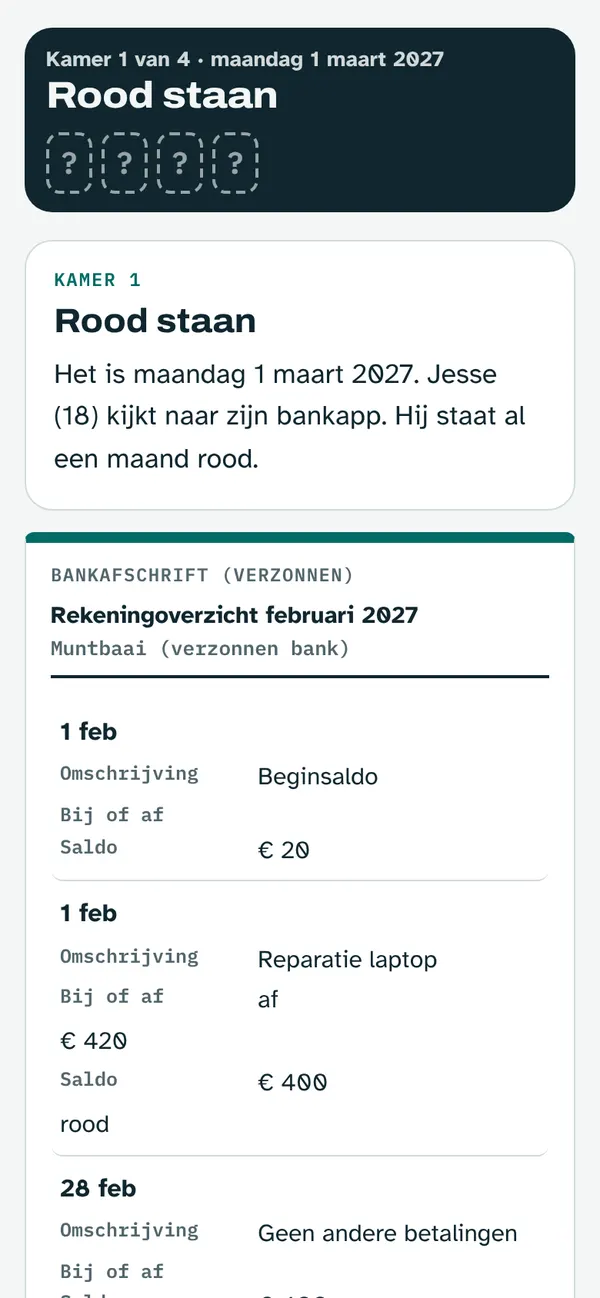 Kamer 1 van 4 · maandag 1 maart 2027
Rood staan
? ? ? ?
KAMER 1
Rood staan
Het is maandag 1 maart 2027. Jesse
(18) kijkt naar zijn bankapp. Hij staat al
een maand rood.
BANKAFSCHRIFT (VERZONNEN)
Rekeningoverzicht februari 2027
Muntbaai (verzonnen bank)
1 feb
Omschrijving Beginsaldo
Bij of af
Saldo € 20
1 feb
Omschrijving Reparatie laptop
Bij of af af
€ 420
Saldo € 400
rood
28 feb
Omschrijving Geen andere betalingen
Bij of af